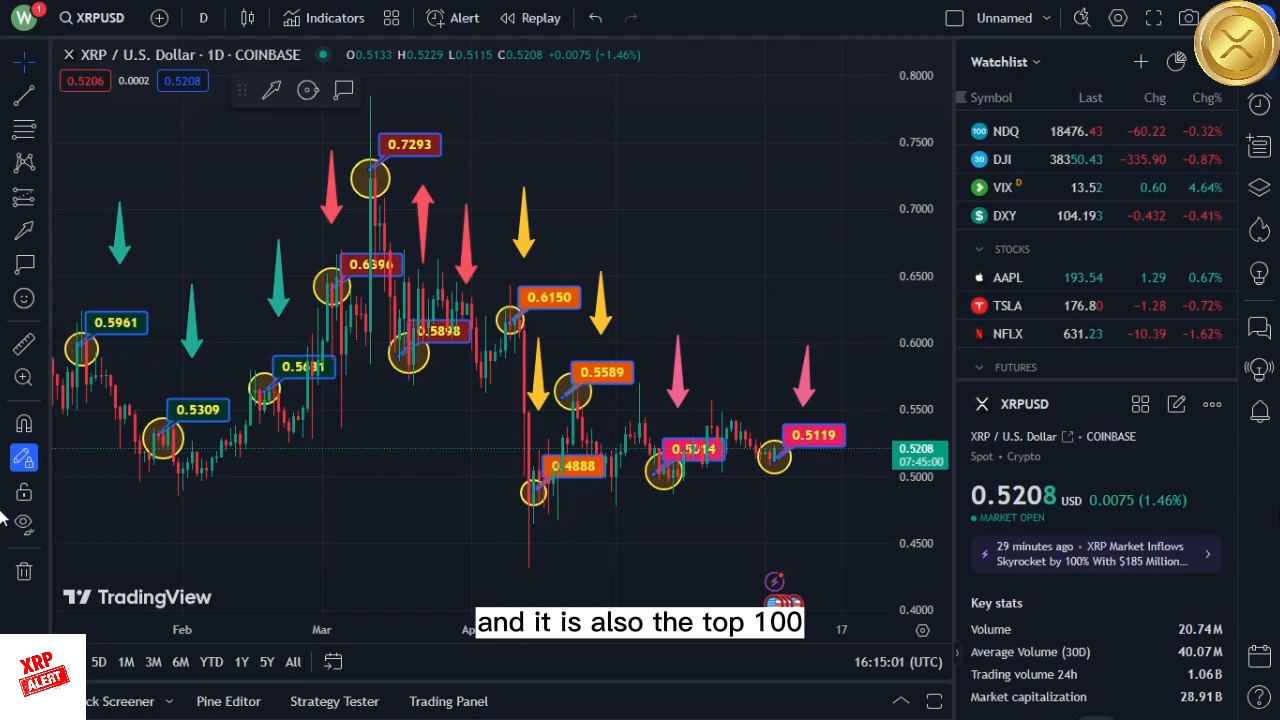 W 1 XRPUSD D Indicators Alert Replay Unnamed
XRP / U.S. Dollar · 1D · COINBASE O0.5133 H0.5229 L0.5115 C0.5208 +0.0075 (+1.46%)
0.5206 0.0002 0.5208
0.8000
0.7500
0.7000
0.6500
0.6000
0.5500
0.5208
07:45:00
0.5000
0.4500
0.4000
0.7293
0.6396
0.5961
0.5898
0.6150
0.5309
0.5589
0.4888
0.5119
TradingView
and it is also the top 100
Feb Mar 17
5D 1M 3M 6M YTD 1Y 5Y All 16:15:01 (UTC)
XRP
ALERT
Screener Pine Editor Strategy Tester Trading Panel
Watchlist
Symbol Last Chg Chg%
100 NDQ 18476.43 −60.22 −0.32%
30 DJI 38350.43 −335.90 −0.87%
VIX D 13.52 0.60 4.64%
$ DXY 104.193 −0.432 −0.41%
STOCKS
AAPL 193.54 1.29 0.67%
TSLA 176.80 −1.28 −0.72%
NFLX 631.23 −10.39 −1.62%
FUTURES
XRPUSD
XRP / U.S. Dollar COINBASE
Spot • Crypto
0.5208 USD 0.0075 (1.46%)
MARKET OPEN
29 minutes ago • XRP Market Inflows
Skyrocket by 100% With $185 Million...
Key stats
Volume 20.74M
Average Volume (30D) 40.07M
Trading volume 24h 1.06B
Market capitalization 28.91B